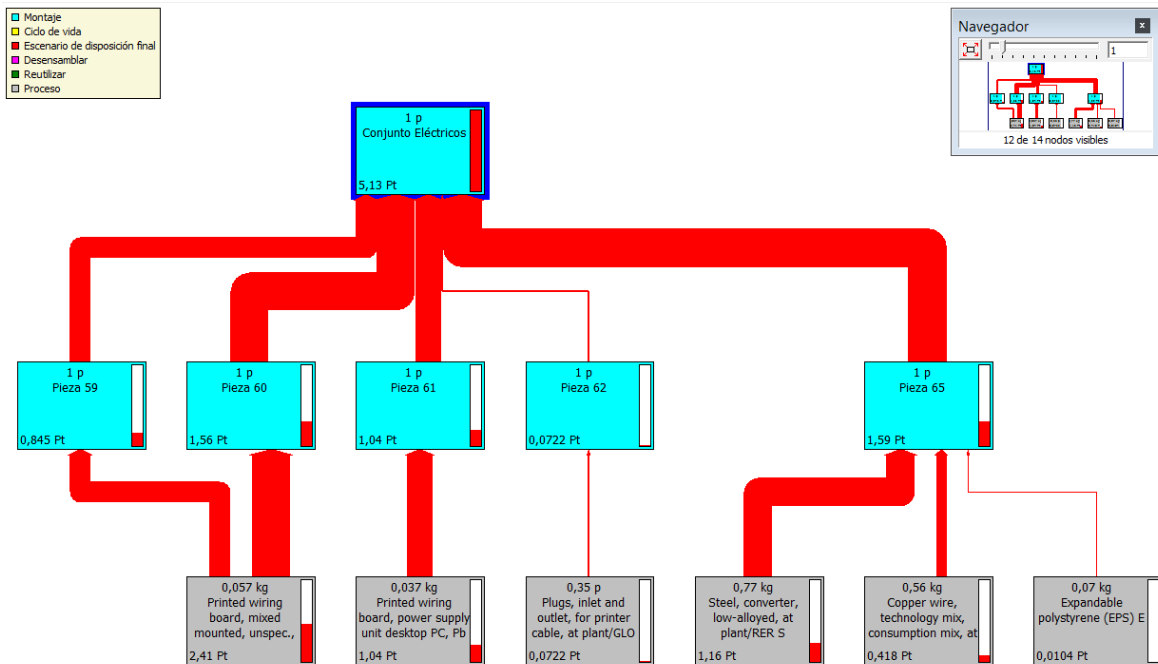 Montaje
Ciclo de vida
Escenario de disposición final
Desensamblar
Reutilizar
Proceso
Navegador
x
1
12 de 14 nodos visibles
1 p
Conjunto Eléctricos
5,13 Pt
1 p
Pieza 59
0,845 Pt
1 p
Pieza 60
1,56 Pt
1 p
Pieza 61
1,04 Pt
1 p
Pieza 62
0,0722 Pt
1 p
Pieza 65
1,59 Pt
0,057 kg
Printed wiring
board, mixed
mounted, unspec.,
2,41 Pt
0,037 kg
Printed wiring
board, power supply
unit desktop PC, Pb
1,04 Pt
0,35 p
Plugs, inlet and
outlet, for printer
cable, at plant/GLO
0,0722 Pt
0,77 kg
Steel, converter,
low-alloyed, at
plant/RER S
1,16 Pt
0,56 kg
Copper wire,
technology mix,
consumption mix, at
0,418 Pt
0,07 kg
Expandable
polystyrene (EPS) E
0,0104 Pt